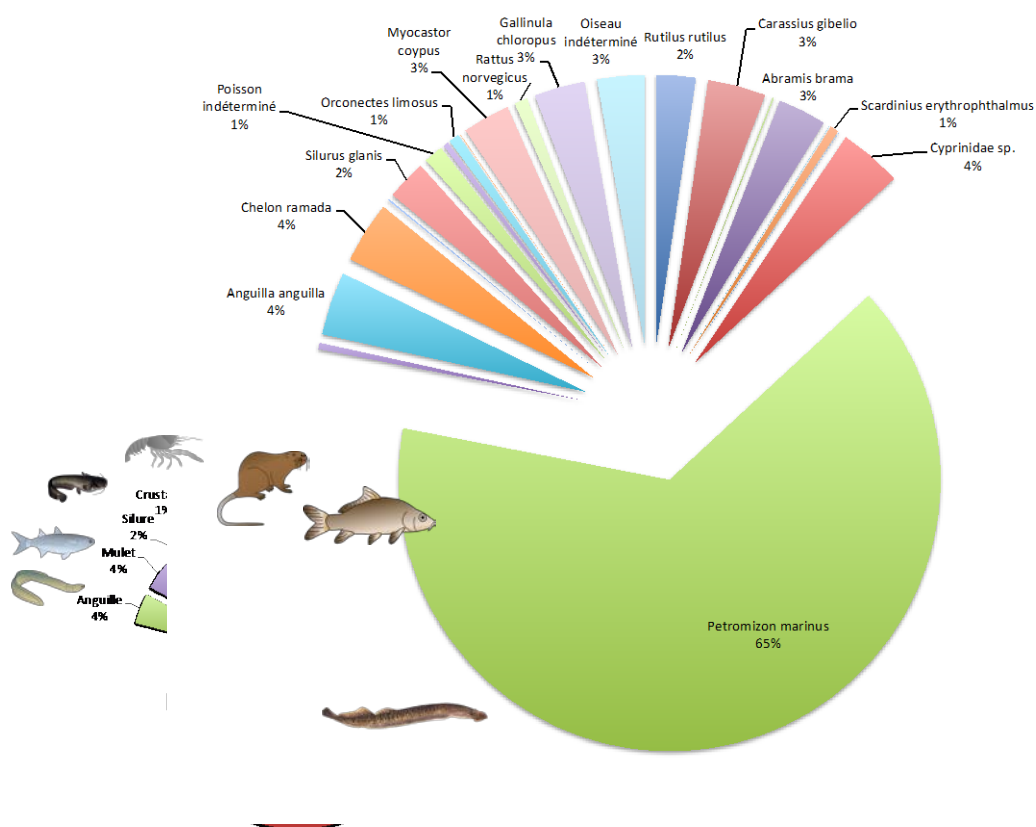 Oiseau
indéterminé
3%
Rutilus rutilus
2%
Carassius gibelio
3%
Abramis brama
3%
Scardinius erythrophthalmus
1%
Cyprinidae sp.
4%
Petromizon marinus
65%
Anguilla anguilla
4%
Chelon ramada
4%
Silurus glanis
2%
Poisson
indéterminé
1%
Orconectes limosus
1%
Myocastor
coypus
3%
Rattus
norvegicus
1%
Gallinula
chloropus
3%
Silure
2%
Mulet
4%
Anguille
4%